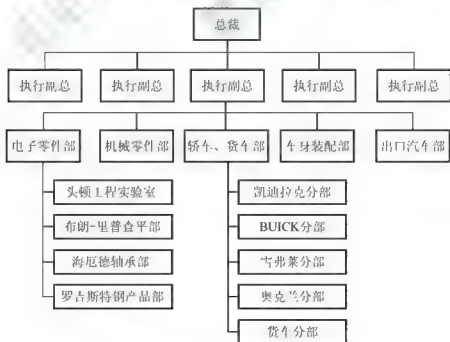 总裁
执行副总 执行副总 执行副总 执行副总 执行副总
电子零件部 机械零件部 轿车、货车部 车身装配部 出口汽车部
头顿工程实验室 凯迪拉克分部
布朗-里普查平部 BUICK分部
海厄德轴承部 雪弗莱分部
罗吉斯特钢产品部 奥克兰分部
货车分部